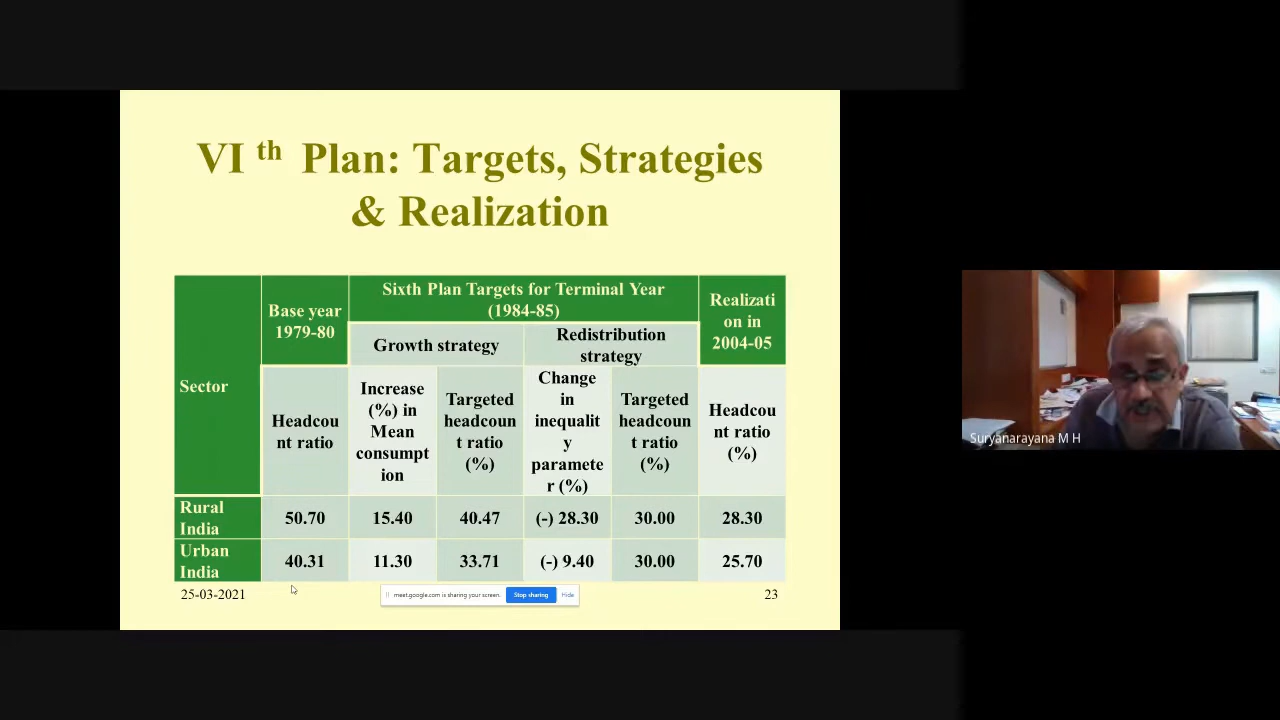 VI th Plan: Targets, Strategies
& Realization
Sector
Base year
1979-80
Sixth Plan Targets for Terminal Year
(1984-85)
Realizati
on in
2004-05
Growth strategy
Redistribution
strategy
Headcou
nt ratio
Increase
(%) in
Mean
consumpt
ion
Targeted
headcoun
t ratio
(%)
Change
in
inequalit
y
paramete
r (%)
Targeted
headcoun
t ratio
(%)
Headcou
nt ratio
(%)
Rural
India
50.70
15.40
40.47
(-) 28.30
30.00
28.30
Urban
India
40.31
11.30
33.71
(-) 9.40
30.00
25.70
25-03-2021
meet.google.com is sharing your screen.
Stop sharing
Hide
23
Suryanarayana M H